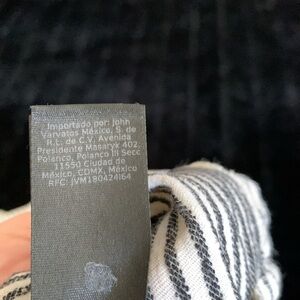 Importado por: John
Varvatos México, S. de
R.L. de C.V. Avenida
Presidente Masaryk 402,
Polanco, Polanco III Secc
11550 Ciudad de
México, CDMX, México
RFC: JVM180424I64